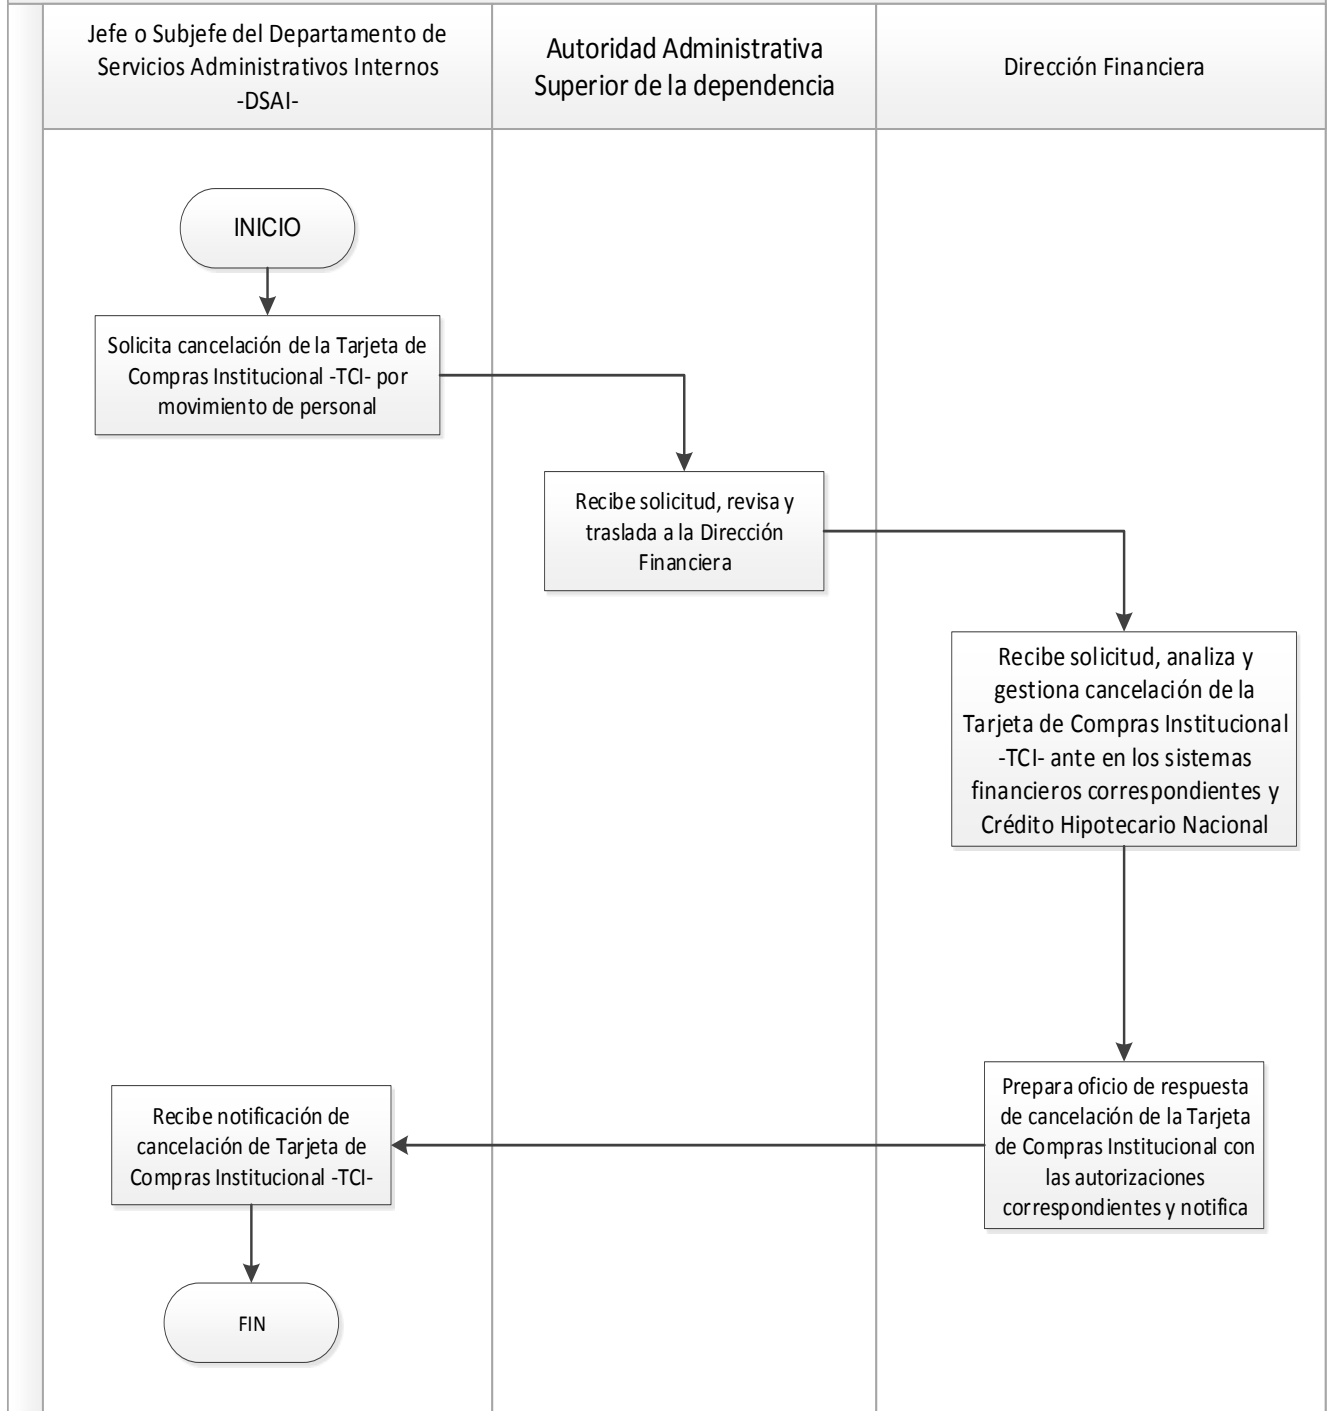 Jefe o Subjefe del Departamento de
Servicios Administrativos Internos
-DSAI-
Autoridad Administrativa
Superior de la dependencia
Dirección Financiera
INICIO
Solicita cancelación de la Tarjeta de
Compras Institucional -TCI- por
movimiento de personal
Recibe solicitud, revisa y
traslada a la Dirección
Financiera
Recibe solicitud, analiza y
gestiona cancelación de la
Tarjeta de Compras Institucional
-TCI- ante en los sistemas
financieros correspondientes y
Crédito Hipotecario Nacional
Prepara oficio de respuesta
de cancelación de la Tarjeta
de Compras Institucional con
las autorizaciones
correspondientes y notifica
Recibe notificación de
cancelación de Tarjeta de
Compras Institucional -TCI-
FIN